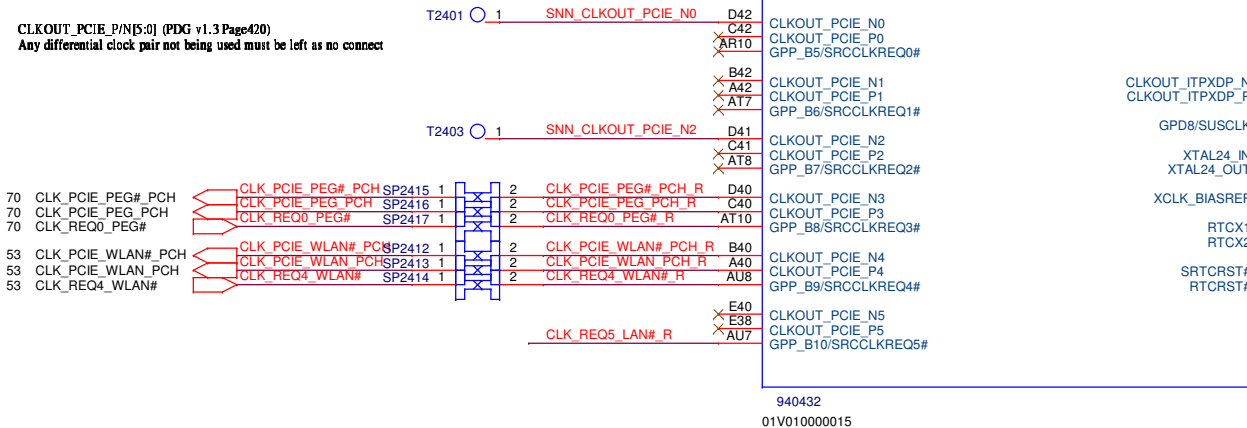 CLKOUT_PCIE_P/N[5:0] (PDG v1.3 Page420)
Any differential clock pair not being used must be left as no connect
T2401 1 SNN_CLKOUT_PCIE_N0 D42 CLKOUT_PCIE_N0
C42 CLKOUT_PCIE_P0
AR10 GPP_B5/SRCCLKREQ0#
B42 CLKOUT_PCIE_N1
A42 CLKOUT_PCIE_P1
AT7 GPP_B6/SRCCLKREQ1#
T2403 1 SNN_CLKOUT_PCIE_N2 D41 CLKOUT_PCIE_N2
C41 CLKOUT_PCIE_P2
AT8 GPP_B7/SRCCLKREQ2#
70 CLK_PCIE_PEG#_PCH CLK_PCIE_PEG#_PCH SP2415 1 2 CLK_PCIE_PEG#_PCH_R D40 CLKOUT_PCIE_N3
70 CLK_PCIE_PEG_PCH CLK_PCIE_PEG_PCH SP2416 1 2 CLK_PCIE_PEG_PCH_R C40 CLKOUT_PCIE_P3
70 CLK_REQ0_PEG# CLK_REQ0_PEG# SP2417 1 2 CLK_REQ0_PEG#_R AT10 GPP_B8/SRCCLKREQ3#
53 CLK_PCIE_WLAN#_PCH CLK_PCIE_WLAN#_PCH SP2412 1 2 CLK_PCIE_WLAN#_PCH_R B40 CLKOUT_PCIE_N4
53 CLK_PCIE_WLAN_PCH CLK_PCIE_WLAN_PCH SP2413 1 2 CLK_PCIE_WLAN_PCH_R A40 CLKOUT_PCIE_P4
53 CLK_REQ4_WLAN# CLK_REQ4_WLAN# SP2414 1 2 CLK_REQ4_WLAN#_R AU8 GPP_B9/SRCCLKREQ4#
E40 CLKOUT_PCIE_N5
E38 CLKOUT_PCIE_P5
CLK_REQ5_LAN#_R AU7 GPP_B10/SRCCLKREQ5#
CLKOUT_ITPXDP_N
CLKOUT_ITPXDP_P
GPD8/SUSCLK
XTAL24_IN
XTAL24_OUT
XCLK_BIASREF
RTCX1
RTCX2
SRTCRST#
RTCRST#
940432
01V010000015